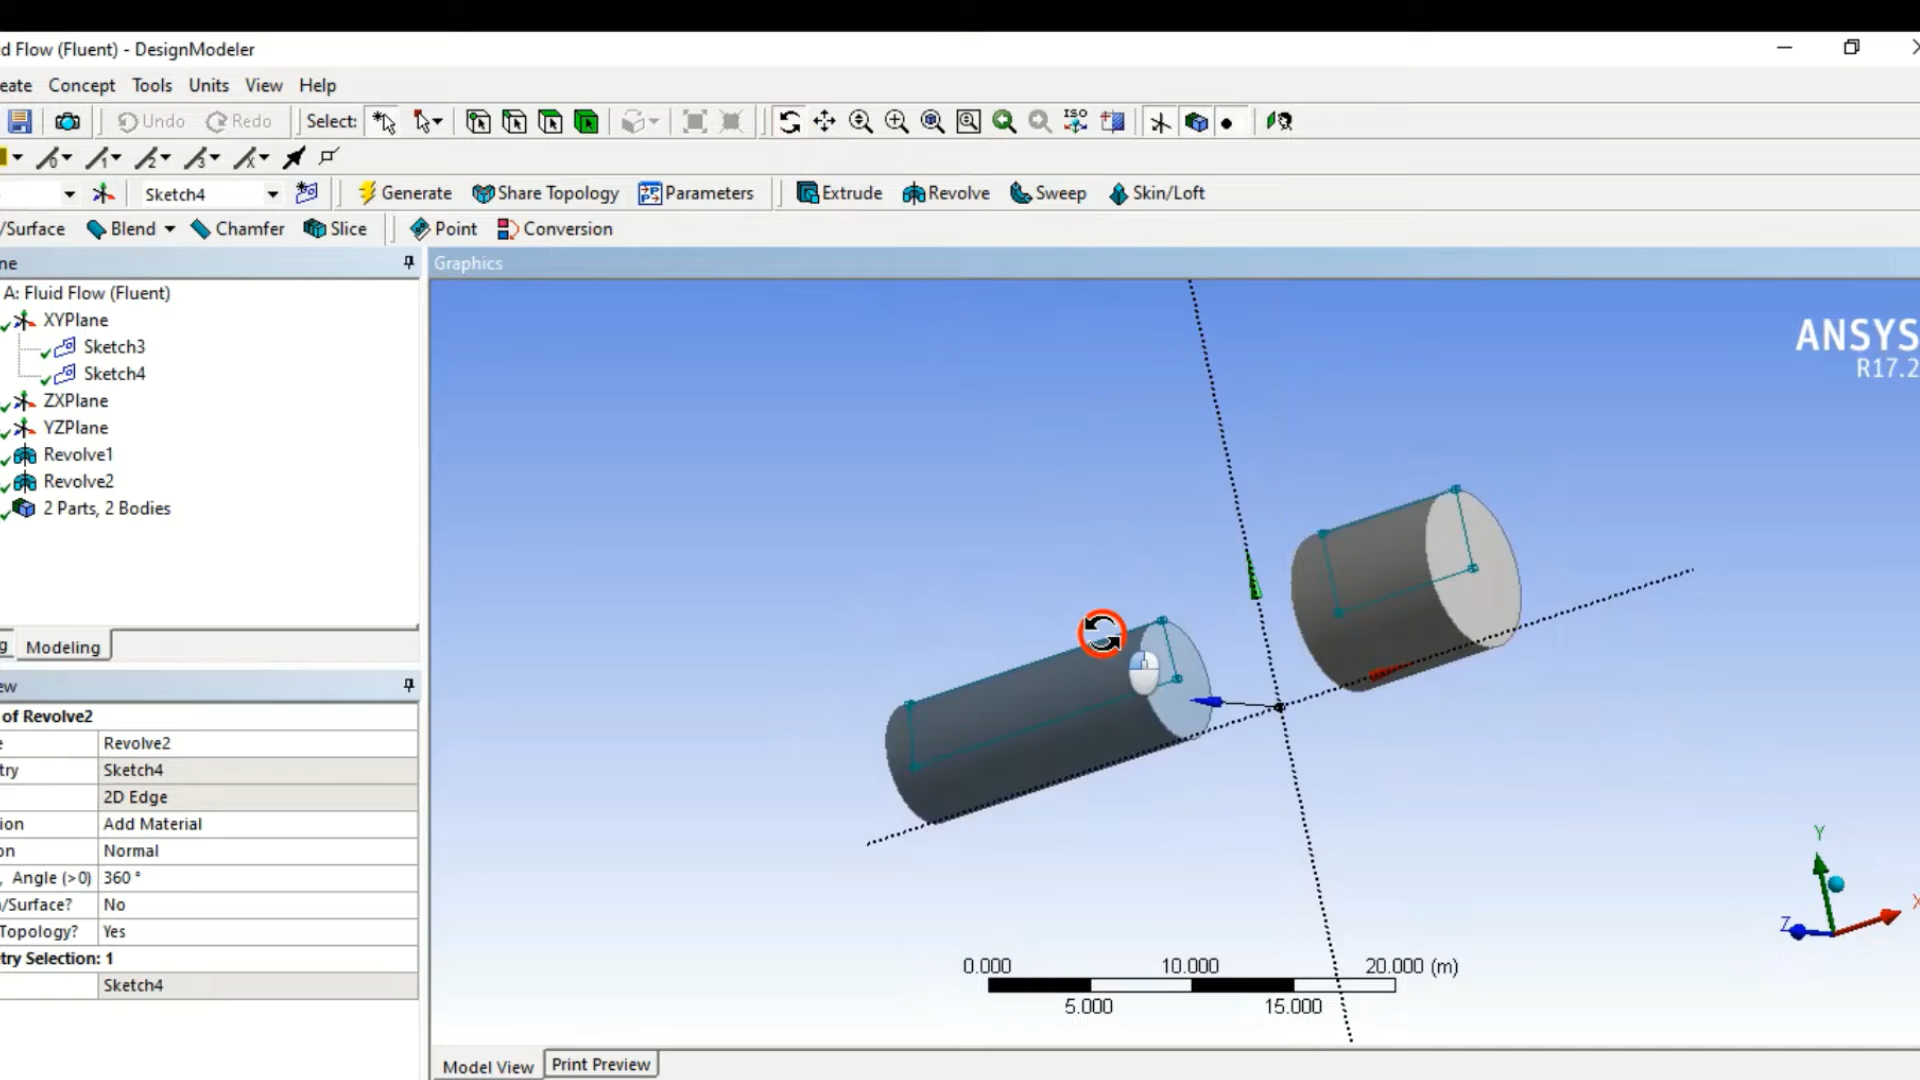 d Flow (Fluent) - DesignModeler
eate Concept Tools Units View Help
Undo Redo Select: ISO
Sketch4 Generate Share Topology Parameters Extrude Revolve Sweep Skin/Loft
/Surface Blend Chamfer Slice Point Conversion
ne
Graphics
A: Fluid Flow (Fluent)
XYPlane
Sketch3
Sketch4
ZXPlane
YZPlane
Revolve1
Revolve2
2 Parts, 2 Bodies
g Modeling
ew
of Revolve2
e Revolve2
try Sketch4
2D Edge
ion Add Material
on Normal
, Angle (>0) 360 °
/Surface? No
Topology? Yes
try Selection: 1
Sketch4
ANSYS
R17.2
Y
Z
X
0.000 10.000 20.000 (m)
5.000 15.000
Model View Print Preview